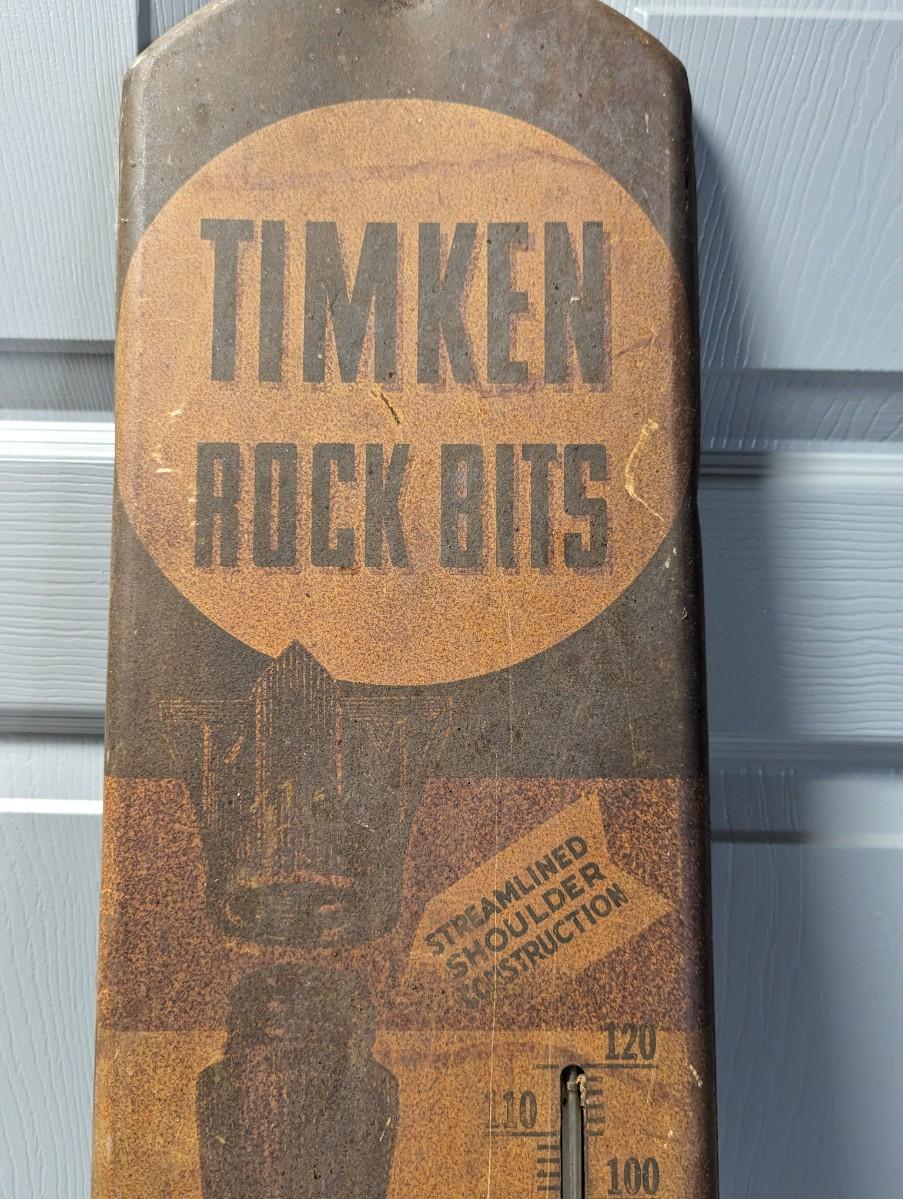 TIMKEN
ROCK BITS
STREAMLINED
SHOULDER
CONSTRUCTION
120
110
100